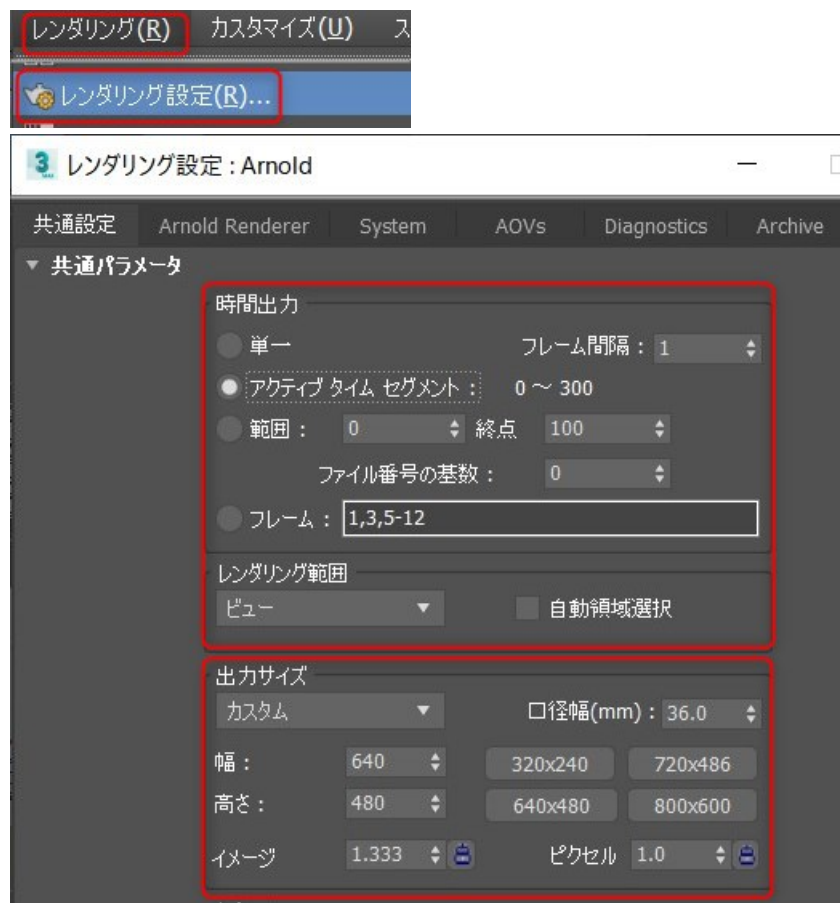 レンダリング(R) カスタマイズ(U) ス
レンダリング設定(R)...
3 レンダリング設定 : Arnold
共通設定 Arnold Renderer System AOVs Diagnostics Archive
共通パラメータ
時間出力
単一 フレーム間隔 : 1
アクティブ タイム セグメント : 0 ～ 300
範囲 : 0 終点 100
ファイル番号の基数 : 0
フレーム : 1,3,5-12
レンダリング範囲
ビュー 自動領域選択
出力サイズ
カスタム 口径幅(mm) : 36.0
幅 : 640 320x240 720x486
高さ : 480 640x480 800x600
イメージ 1.333 ピクセル 1.0